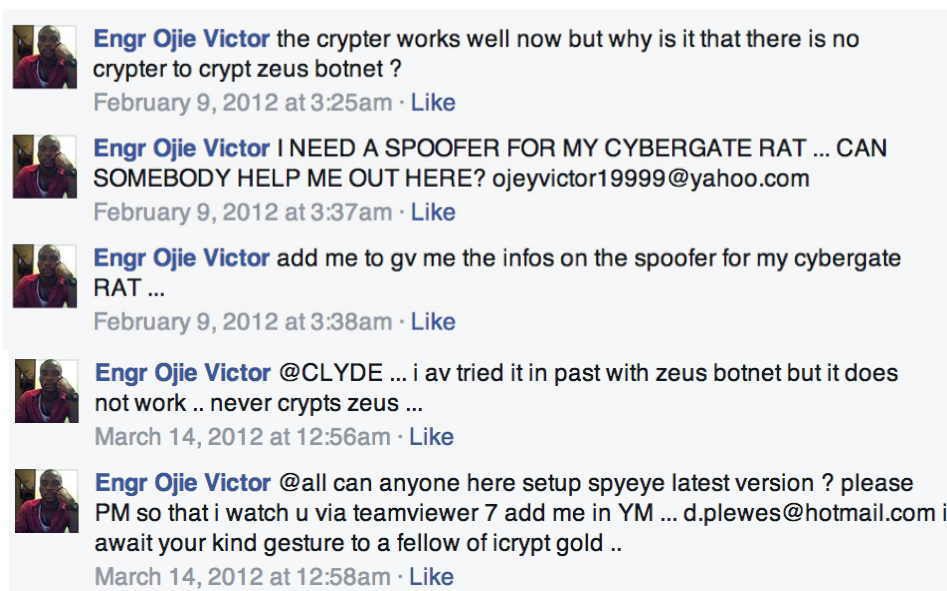 Engr Ojie Victor the crypter works well now but why is it that there is no
crypter to crypt zeus botnet ?
February 9, 2012 at 3:25am · Like
Engr Ojie Victor I NEED A SPOOFER FOR MY CYBERGATE RAT ... CAN
SOMEBODY HELP ME OUT HERE? ojeyvictor19999@yahoo.com
February 9, 2012 at 3:37am · Like
Engr Ojie Victor add me to gv me the infos on the spoofer for my cybergate
RAT ...
February 9, 2012 at 3:38am · Like
Engr Ojie Victor @CLYDE ... i av tried it in past with zeus botnet but it does
not work .. never crypts zeus ...
March 14, 2012 at 12:56am · Like
Engr Ojie Victor @all can anyone here setup spyeye latest version ? please
PM so that i watch u via teamviewer 7 add me in YM ... d.plewes@hotmail.com i
await your kind gesture to a fellow of icrypt gold ..
March 14, 2012 at 12:58am · Like